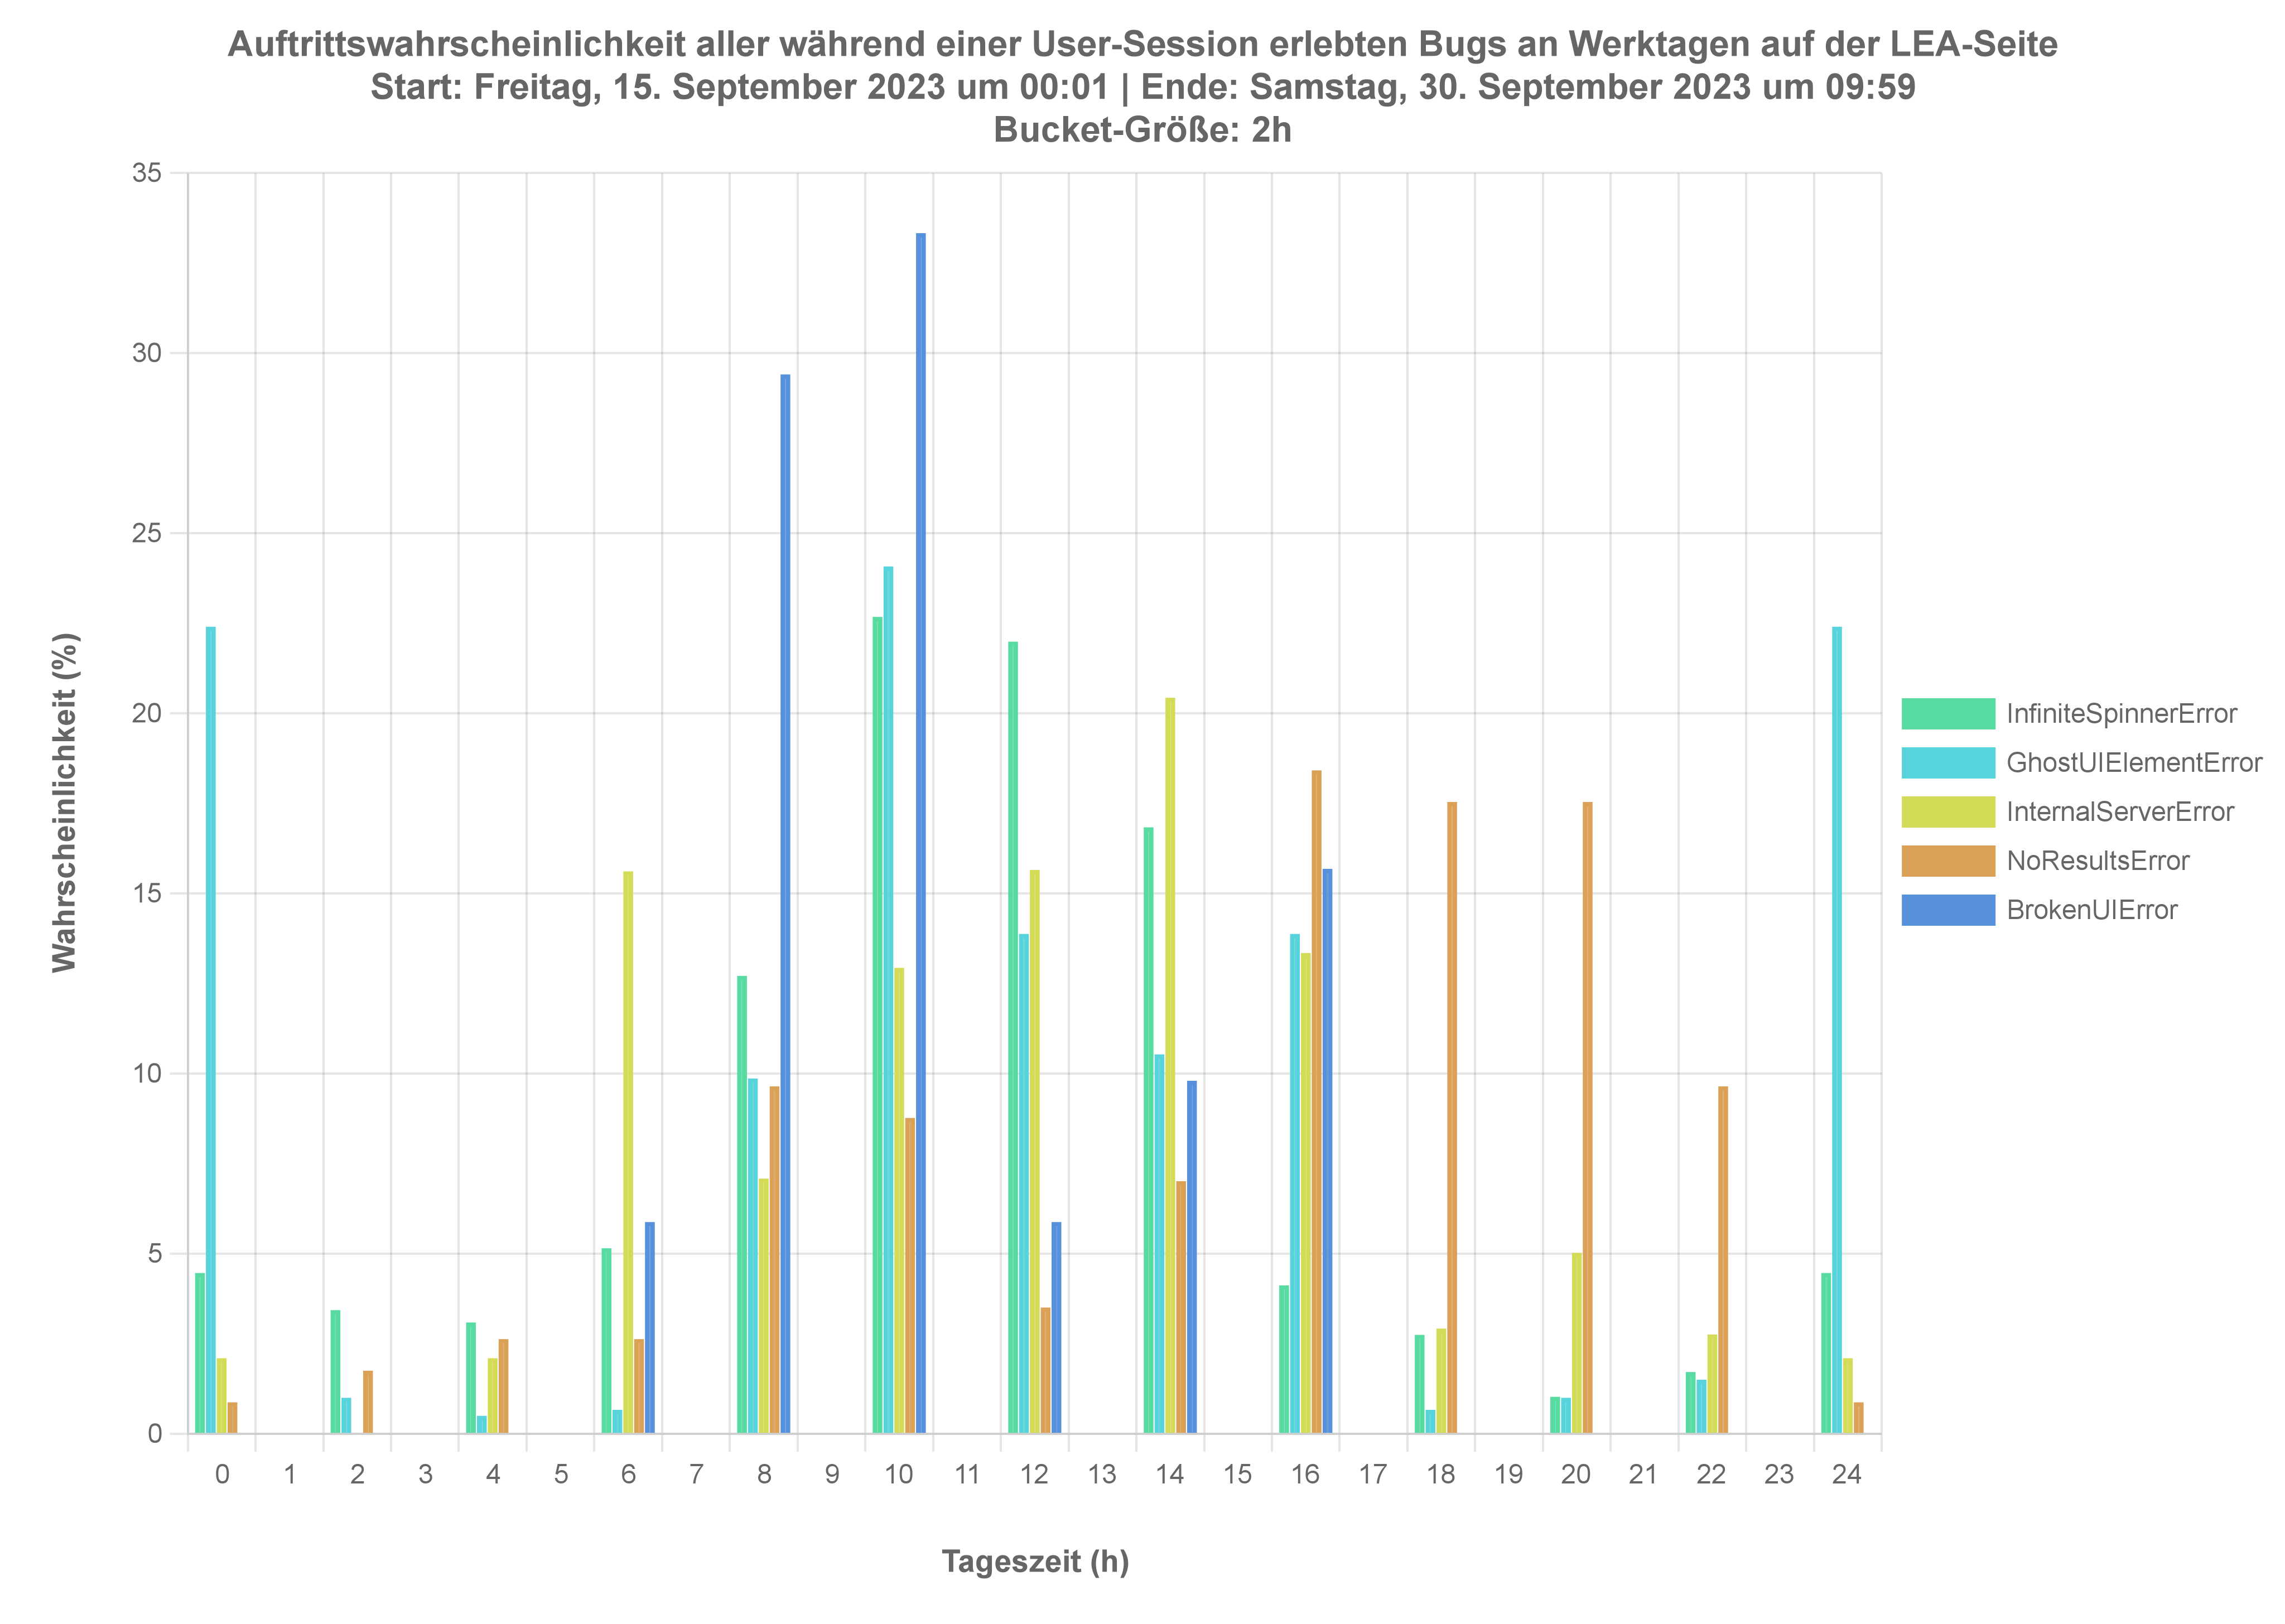 Auftrittswahrscheinlichkeit aller während einer User-Session erlebten Bugs an Werktagen auf der LEA-Seite
Start: Freitag, 15. September 2023 um 00:01 | Ende: Samstag, 30. September 2023 um 09:59
Bucket-Größe: 2h
35
30
25
20
15
10
5
0
Wahrscheinlichkeit (%)
0 1 2 3 4 5 6 7 8 9 10 11 12 13 14 15 16 17 18 19 20 21 22 23 24
Tageszeit (h)
InfiniteSpinnerError
GhostUIElementError
InternalServerError
NoResultsError
BrokenUIError